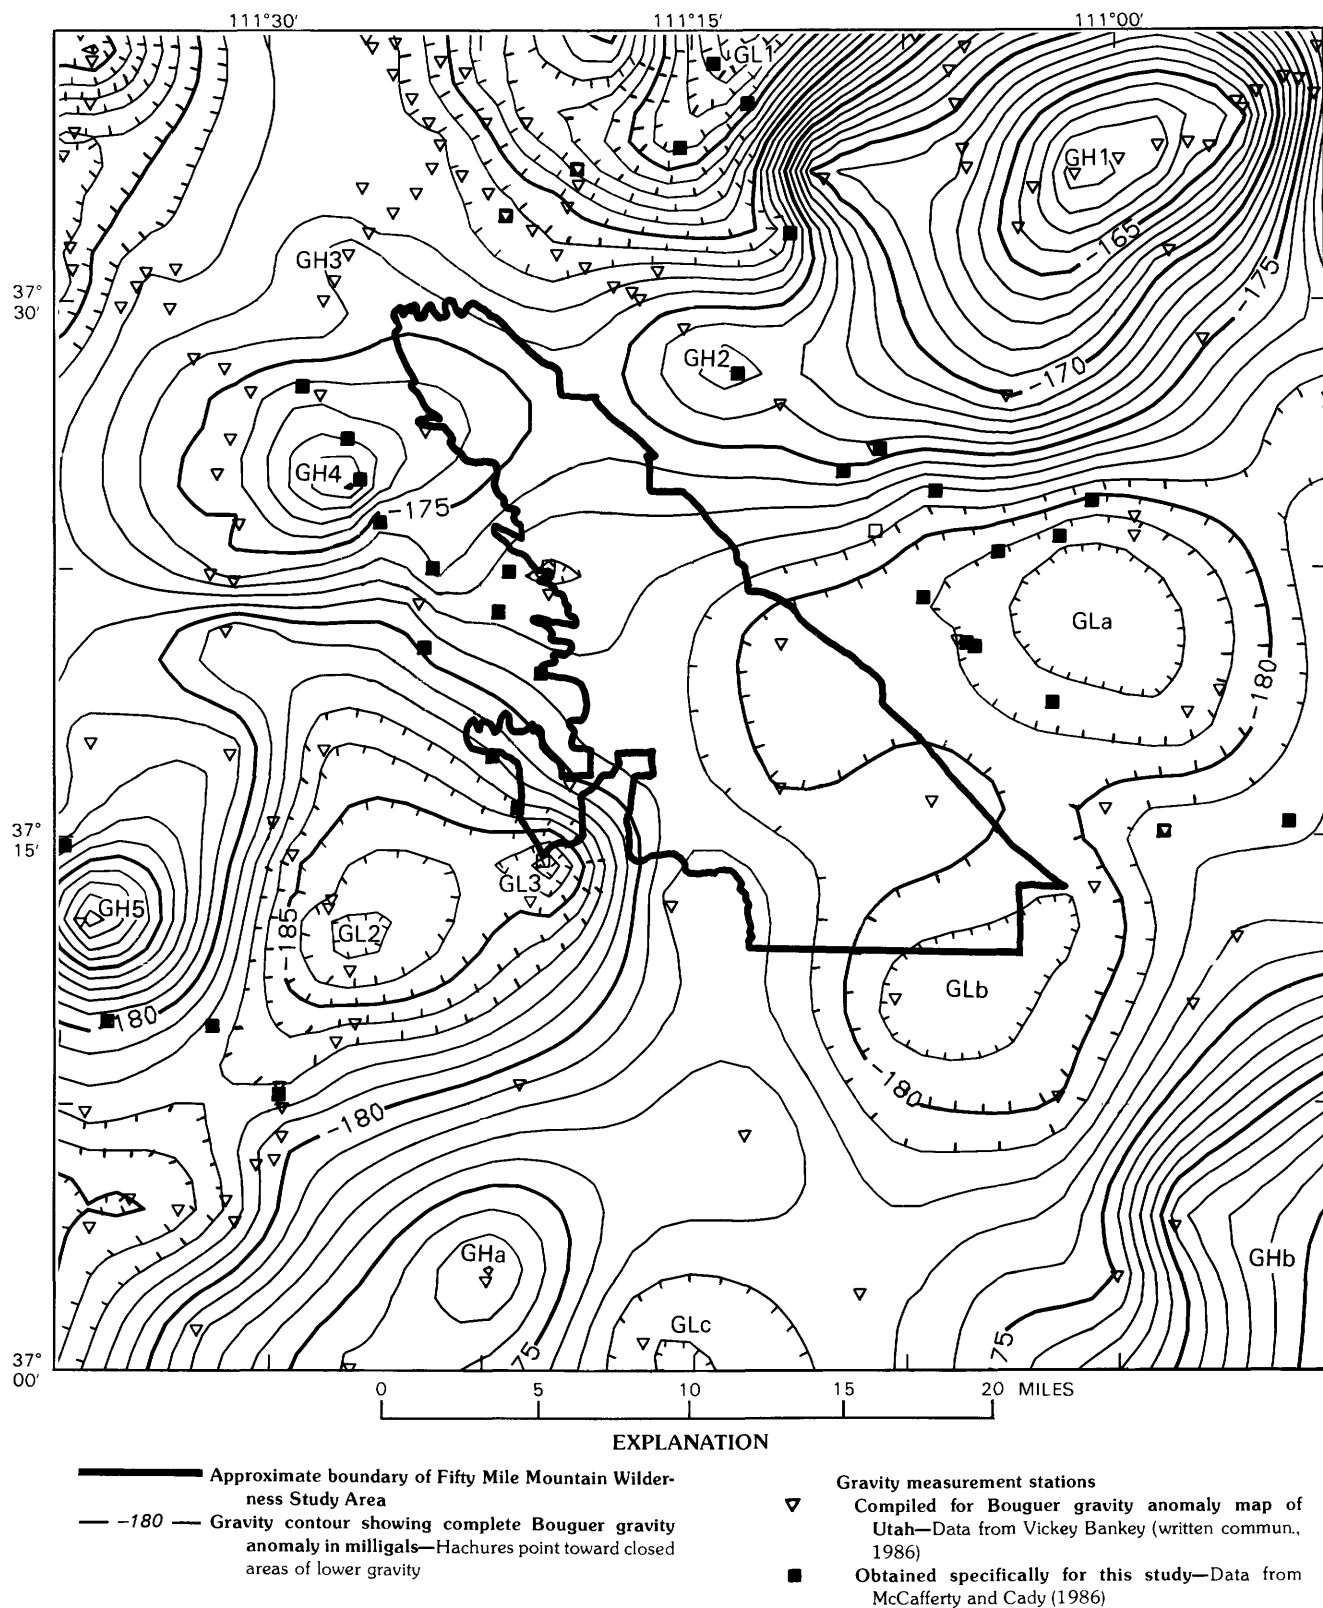 111°30′ 111°15′ 111°00′
GL1
GH1
-165
GH3
-175
37°
30′
GH2
-170
GH4
-175
GLa
-180
37°
15′
GL3
GH5
-185
GL2
GLb
180
-180
-180
GHa
GHb
GLc
75
75
37°
00′
0 5 10 15 20 MILES
EXPLANATION
Approximate boundary of Fifty Mile Mountain Wilder-
ness Study Area
-180 Gravity contour showing complete Bouguer gravity
anomaly in milligals—Hachures point toward closed
areas of lower gravity
Gravity measurement stations
Compiled for Bouguer gravity anomaly map of
Utah—Data from Vickey Bankey (written commun.,
1986)
Obtained specifically for this study—Data from
McCafferty and Cady (1986)